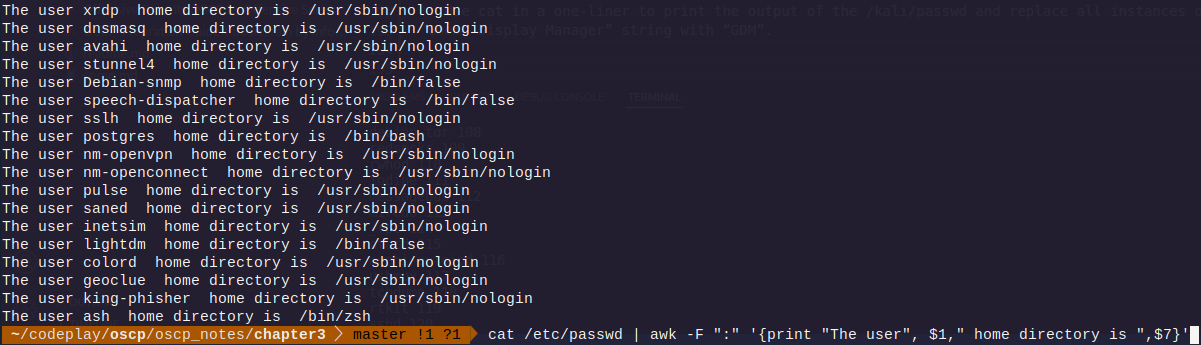 The user xrdp  home directory is  /usr/sbin/nologin
The user dnsmasq  home directory is  /usr/sbin/nologin
The user avahi  home directory is  /usr/sbin/nologin
The user stunnel4  home directory is  /usr/sbin/nologin
The user Debian-snmp  home directory is  /bin/false
The user speech-dispatcher  home directory is  /bin/false
The user sslh  home directory is  /usr/sbin/nologin
The user postgres  home directory is  /bin/bash
The user nm-openvpn  home directory is  /usr/sbin/nologin
The user nm-openconnect  home directory is  /usr/sbin/nologin
The user pulse  home directory is  /usr/sbin/nologin
The user saned  home directory is  /usr/sbin/nologin
The user inetsim  home directory is  /usr/sbin/nologin
The user lightdm  home directory is  /bin/false
The user colord  home directory is  /usr/sbin/nologin
The user geoclue  home directory is  /usr/sbin/nologin
The user king-phisher  home directory is  /usr/sbin/nologin
The user ash  home directory is  /bin/zsh
~/codeplay/oscp/oscp_notes/chapter3 master !1 ?1 cat /etc/passwd | awk -F ":" '{print "The user", $1," home directory is ",$7}'